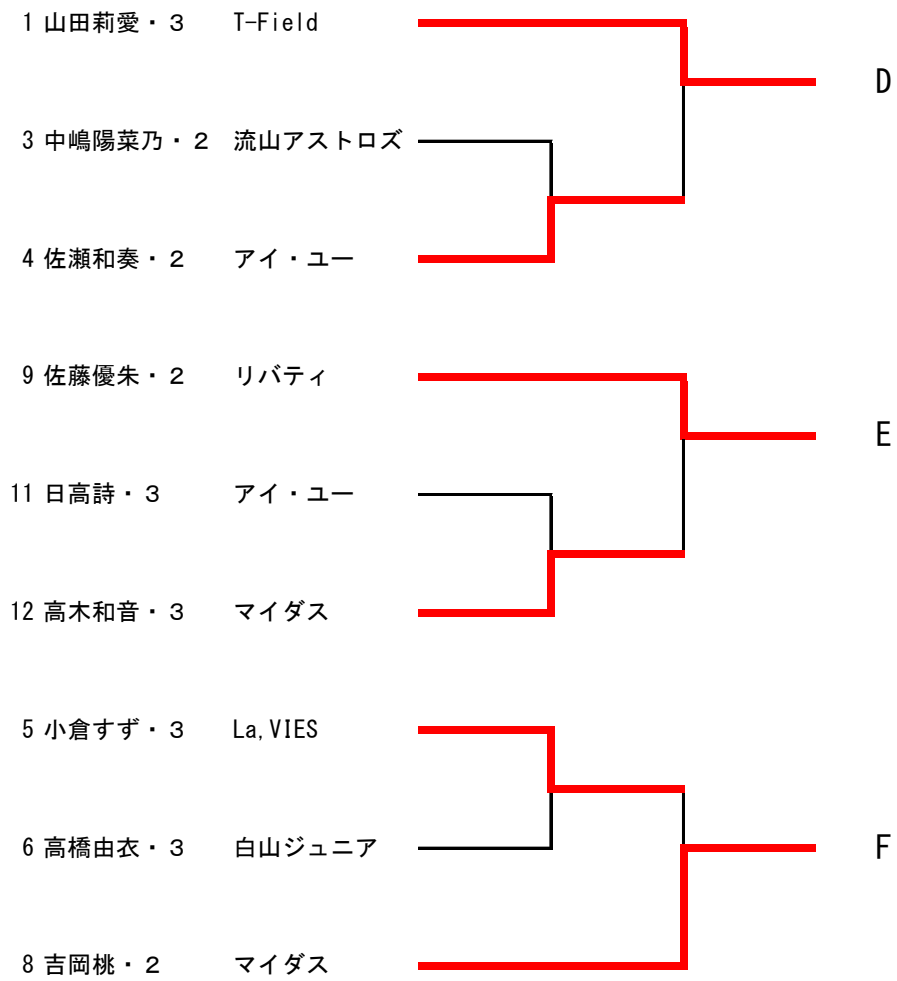 1 山田莉愛・３ T-Field
D
3 中嶋陽菜乃・２ 流山アストロズ
4 佐瀬和奏・２ アイ・ユー
9 佐藤優朱・２ リバティ
E
11 日高詩・３ アイ・ユー
12 高木和音・３ マイダス
5 小倉すず・３ La,VIES
6 高橋由衣・３ 白山ジュニア
F
8 吉岡桃・２ マイダス